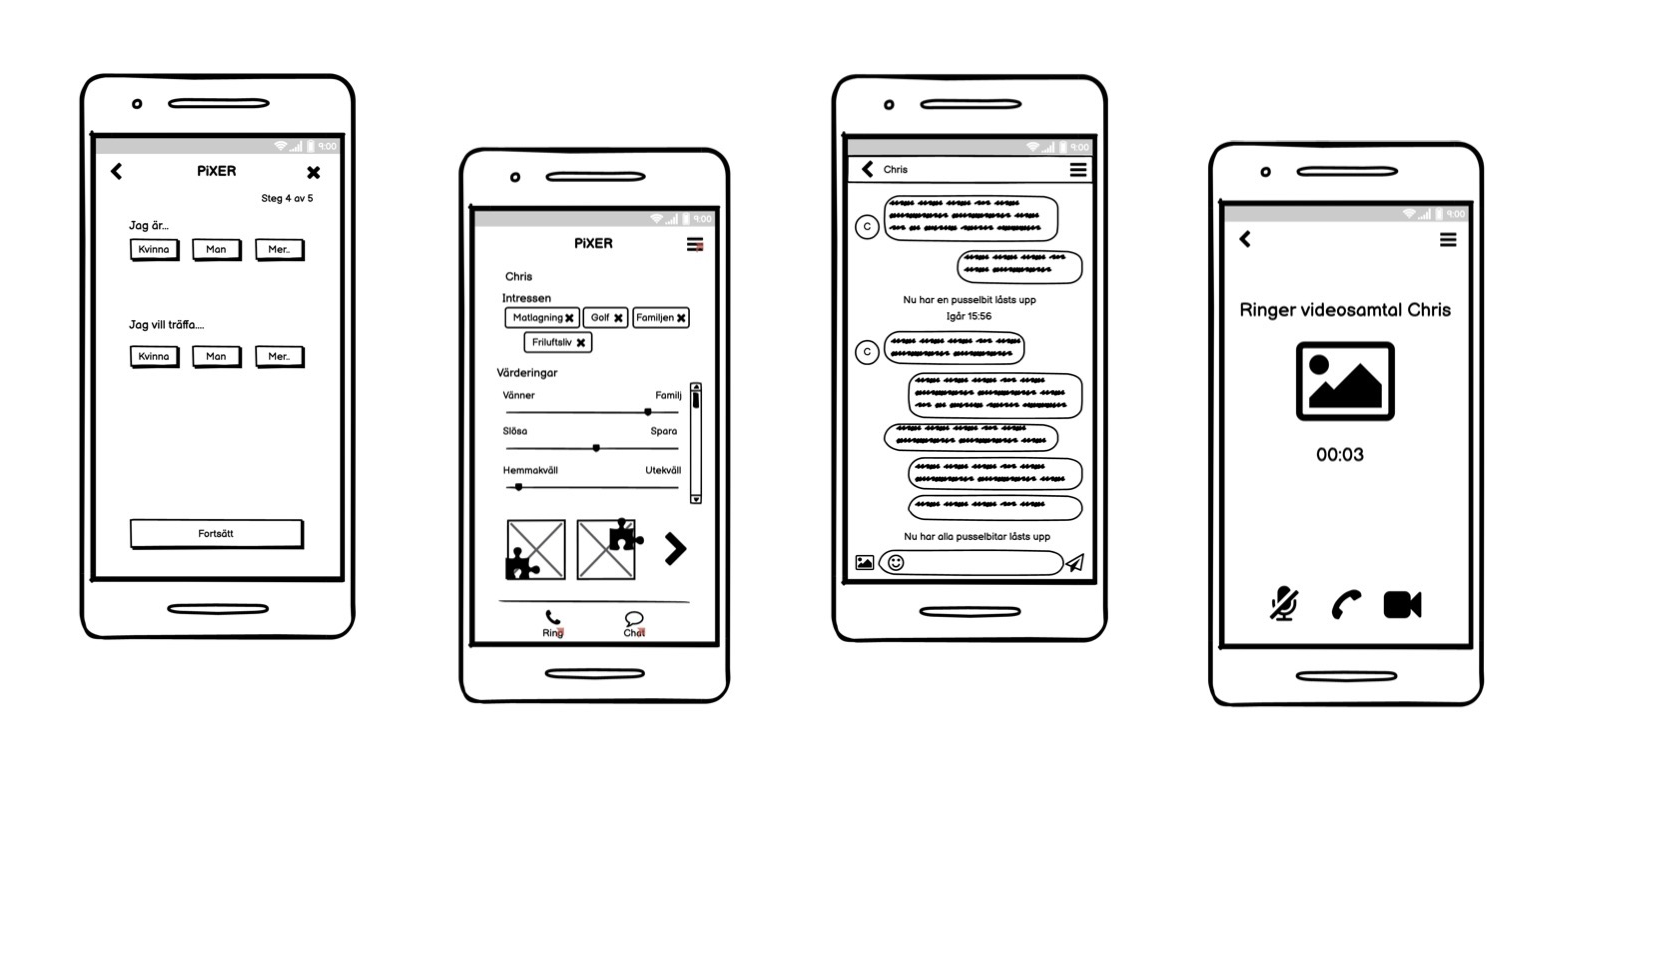 9:00
PiXER
Steg 4 av 5
Jag är...
Kvinna Man Mer..
Jag vill träffa....
Kvinna Man Mer..
Fortsätt
9:00
PiXER
Chris
Intressen
Matlagning Golf Familjen
Friluftsliv
Värderingar
Vänner Familj
Slösa Spara
Hemmakväll Utekväll
Ring Chat
9:00
Chris
C
Nu har en pusselbit låsts upp
Igår 15:56
C
Nu har alla pusselbitar låsts upp
9:00
Ringer videosamtal Chris
00:03